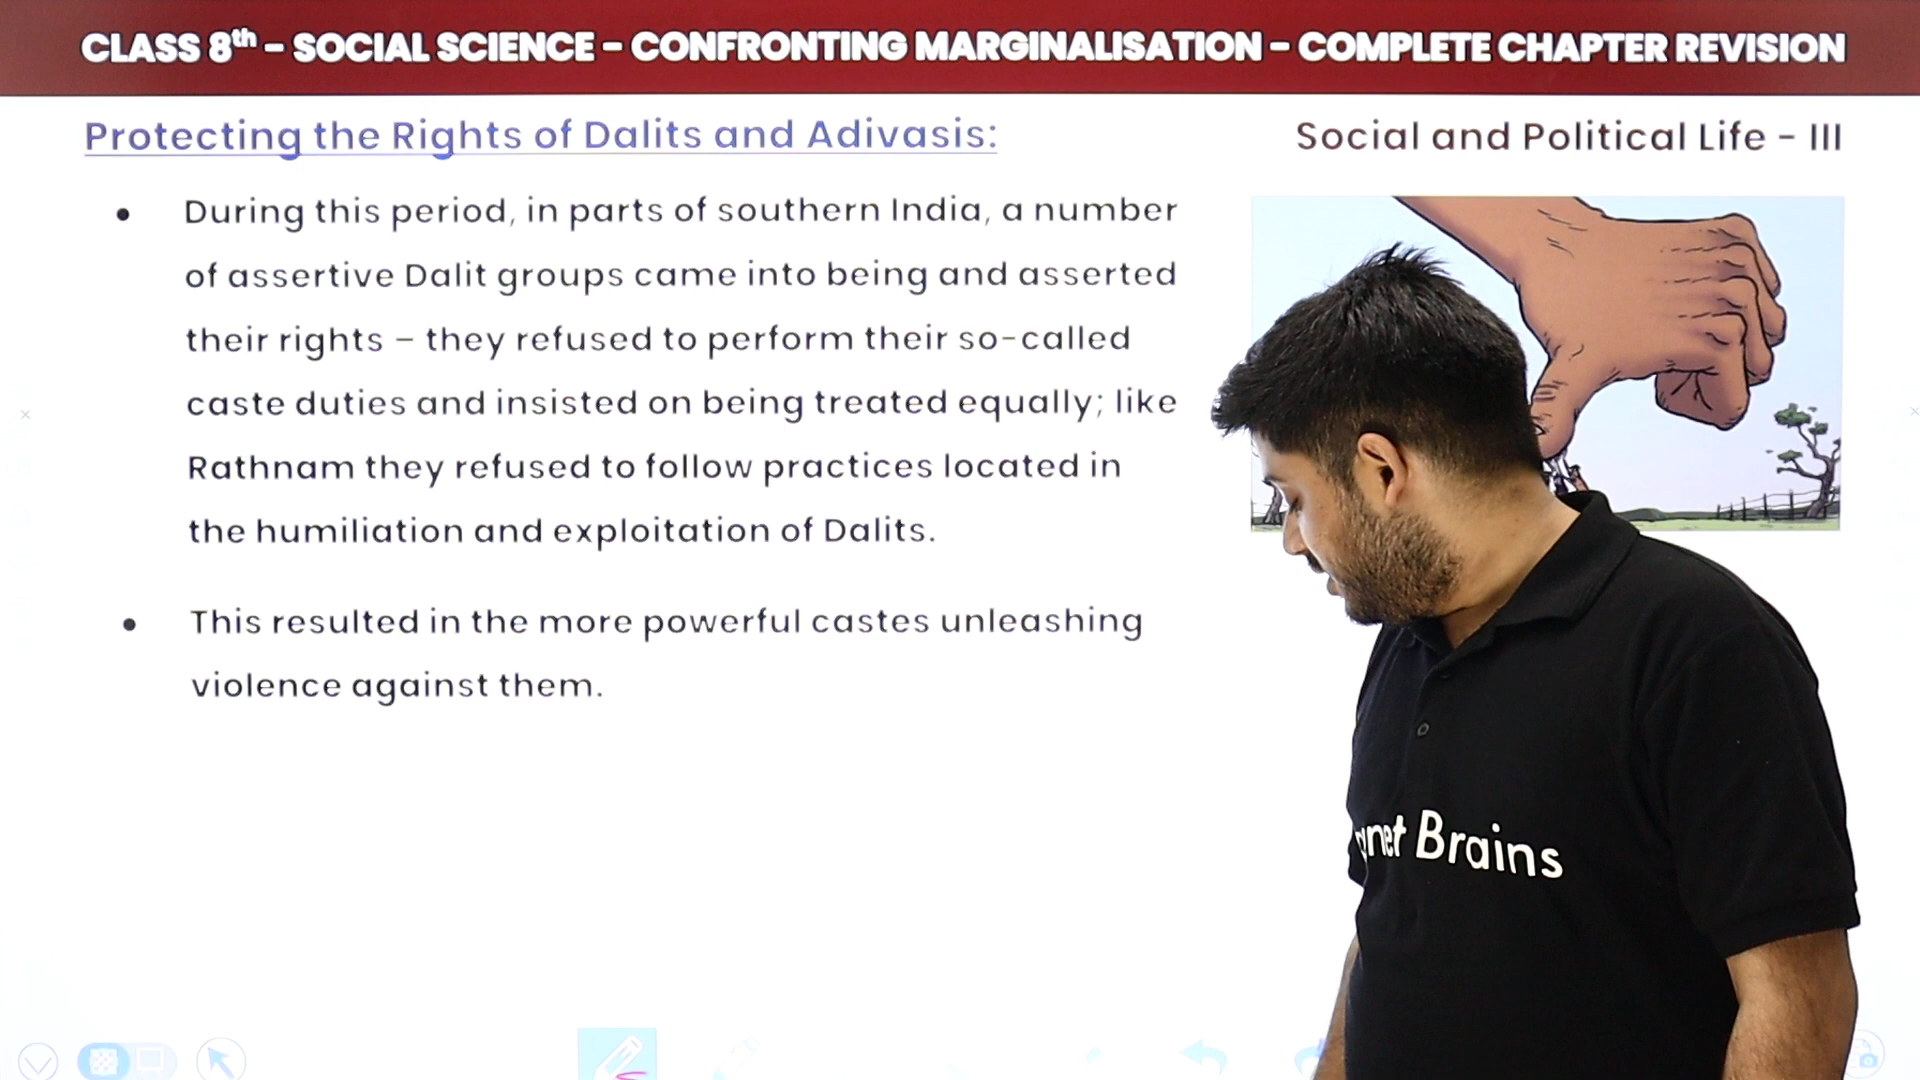 CLASS 8th – SOCIAL SCIENCE – CONFRONTING MARGINALISATION – COMPLETE CHAPTER REVISION
Protecting the Rights of Dalits and Adivasis:
Social and Political Life - III
• During this period, in parts of southern India, a number
of assertive Dalit groups came into being and asserted
their rights – they refused to perform their so-called
caste duties and insisted on being treated equally; like
Rathnam they refused to follow practices located in
the humiliation and exploitation of Dalits.
• This resulted in the more powerful castes unleashing
violence against them.
Brains